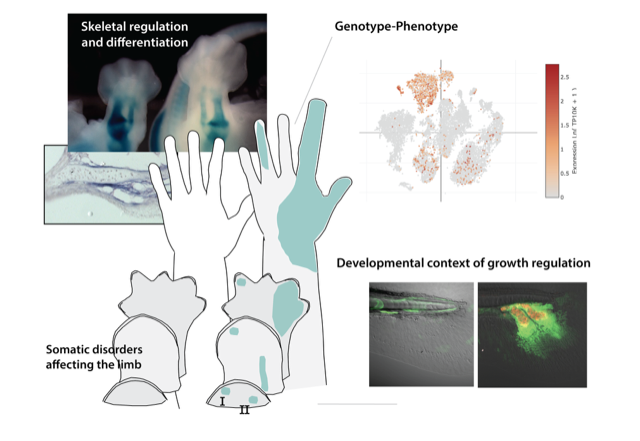 Skeletal regulation
and differentiation
Genotype-Phenotype
2.5
2
1.5
1
0.5
0
Expression (ln( TP10K + 1 )
Developmental context of growth regulation
Somatic disorders
affecting the limb
I
II